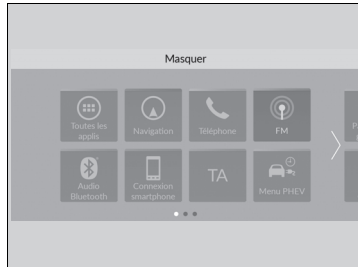 Masquer
Toutes les
applis
Navigation
Téléphone
FM
Audio
Bluetooth
Connexion
smartphone
TA
Menu PHEV